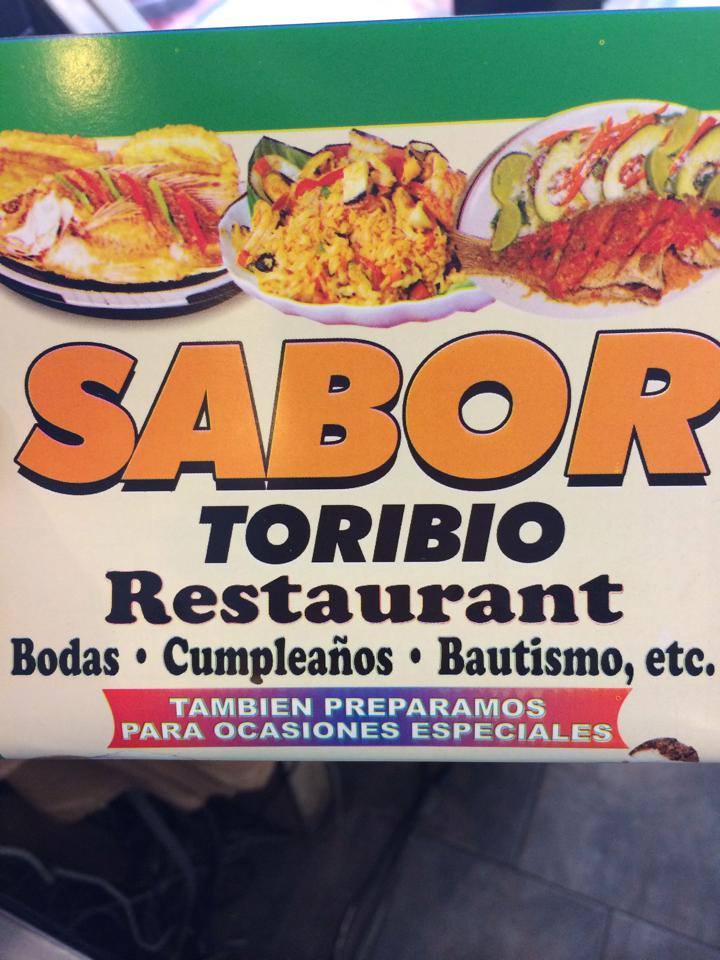 SABOR
TORIBIO
Restaurant
Bodas • Cumpleaños • Bautismo, etc.
TAMBIEN PREPARAMOS
PARA OCASIONES ESPECIALES